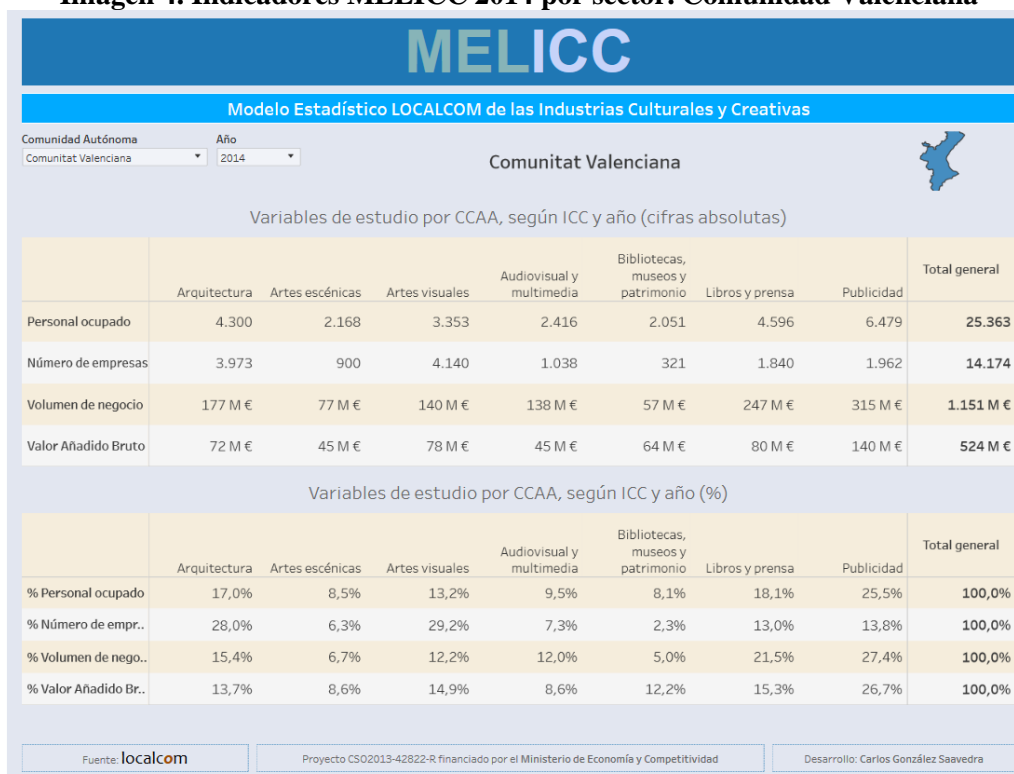 Imagen 4. Indicadores MELICC 2014 por sector. Comunidad Valenciana
MELICC
Modelo Estadístico LOCALCOM de las Industrias Culturales y Creativas
Comunidad Autónoma Año
Comunitat Valenciana 2014
Comunitat Valenciana
Variables de estudio por CCAA, según ICC y año (cifras absolutas)
Arquitectura Artes escénicas Artes visuales Audiovisual y multimedia Bibliotecas, museos y patrimonio Libros y prensa Publicidad Total general
Personal ocupado 4.300 2.168 3.353 2.416 2.051 4.596 6.479 25.363
Número de empresas 3.973 900 4.140 1.038 321 1.840 1.962 14.174
Volumen de negocio 177 M € 77 M € 140 M € 138 M € 57 M € 247 M € 315 M € 1.151 M €
Valor Añadido Bruto 72 M € 45 M € 78 M € 45 M € 64 M € 80 M € 140 M € 524 M €
Variables de estudio por CCAA, según ICC y año (%)
Arquitectura Artes escénicas Artes visuales Audiovisual y multimedia Bibliotecas, museos y patrimonio Libros y prensa Publicidad Total general
% Personal ocupado 17,0% 8,5% 13,2% 9,5% 8,1% 18,1% 25,5% 100,0%
% Número de empr.. 28,0% 6,3% 29,2% 7,3% 2,3% 13,0% 13,8% 100,0%
% Volumen de nego.. 15,4% 6,7% 12,2% 12,0% 5,0% 21,5% 27,4% 100,0%
% Valor Añadido Br.. 13,7% 8,6% 14,9% 8,6% 12,2% 15,3% 26,7% 100,0%
Fuente: localcom
Proyecto CSO2013-42822-R financiado por el Ministerio de Economía y Competitividad
Desarrollo: Carlos González Saavedra